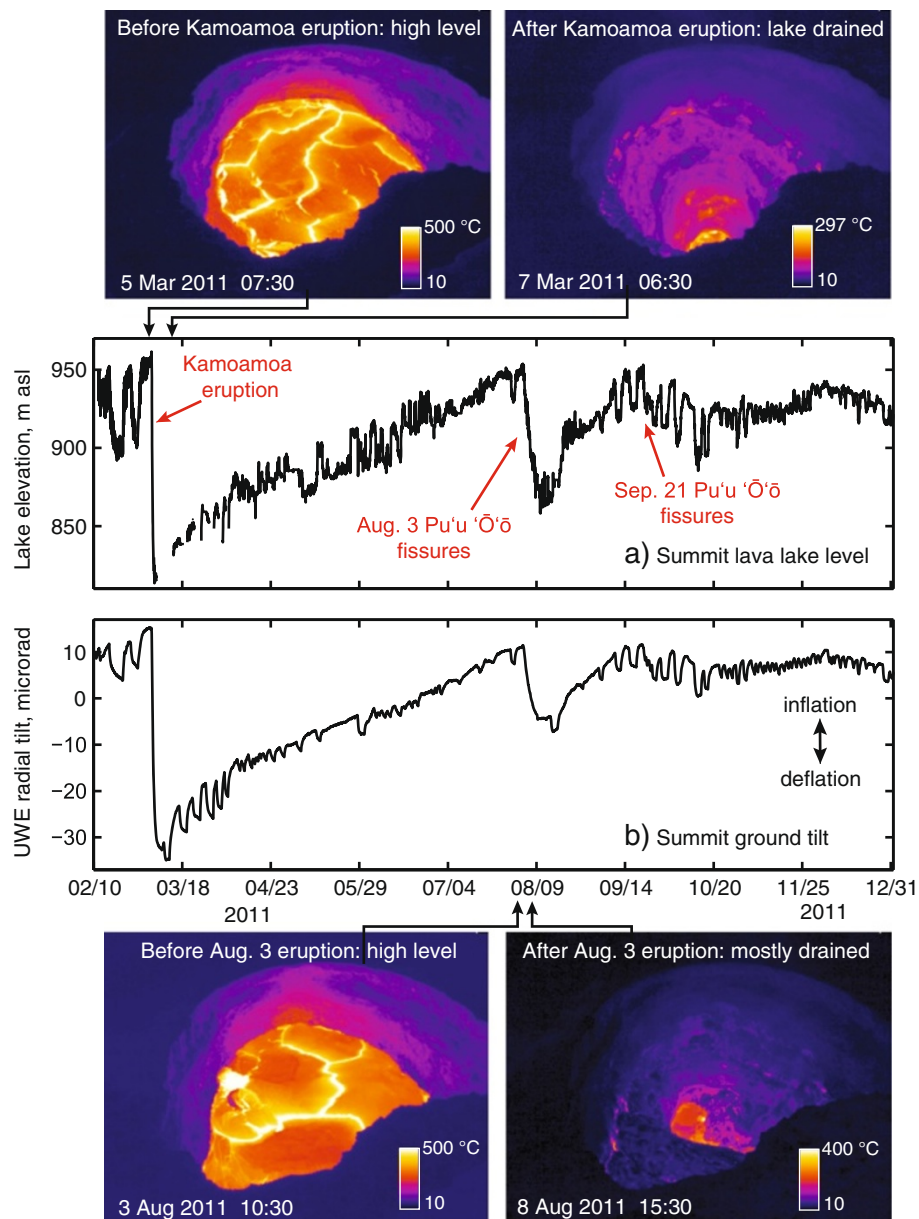 Before Kamoamoa eruption: high level
500 °C
10
5 Mar 2011 07:30
After Kamoamoa eruption: lake drained
297 °C
10
7 Mar 2011 06:30
Lake elevation, m asl
950
900
850
Kamoamoa
eruption
Aug. 3 Pu‘u ‘Ō‘ō
fissures
Sep. 21 Pu‘u ‘Ō‘ō
fissures
a) Summit lava lake level
UWE radial tilt, microrad
10
0
−10
−20
−30
inflation
deflation
b) Summit ground tilt
02/10 03/18 04/23 05/29 07/04 08/09 09/14 10/20 11/25 12/31
2011 2011
Before Aug. 3 eruption: high level
500 °C
10
3 Aug 2011 10:30
After Aug. 3 eruption: mostly drained
400 °C
10
8 Aug 2011 15:30